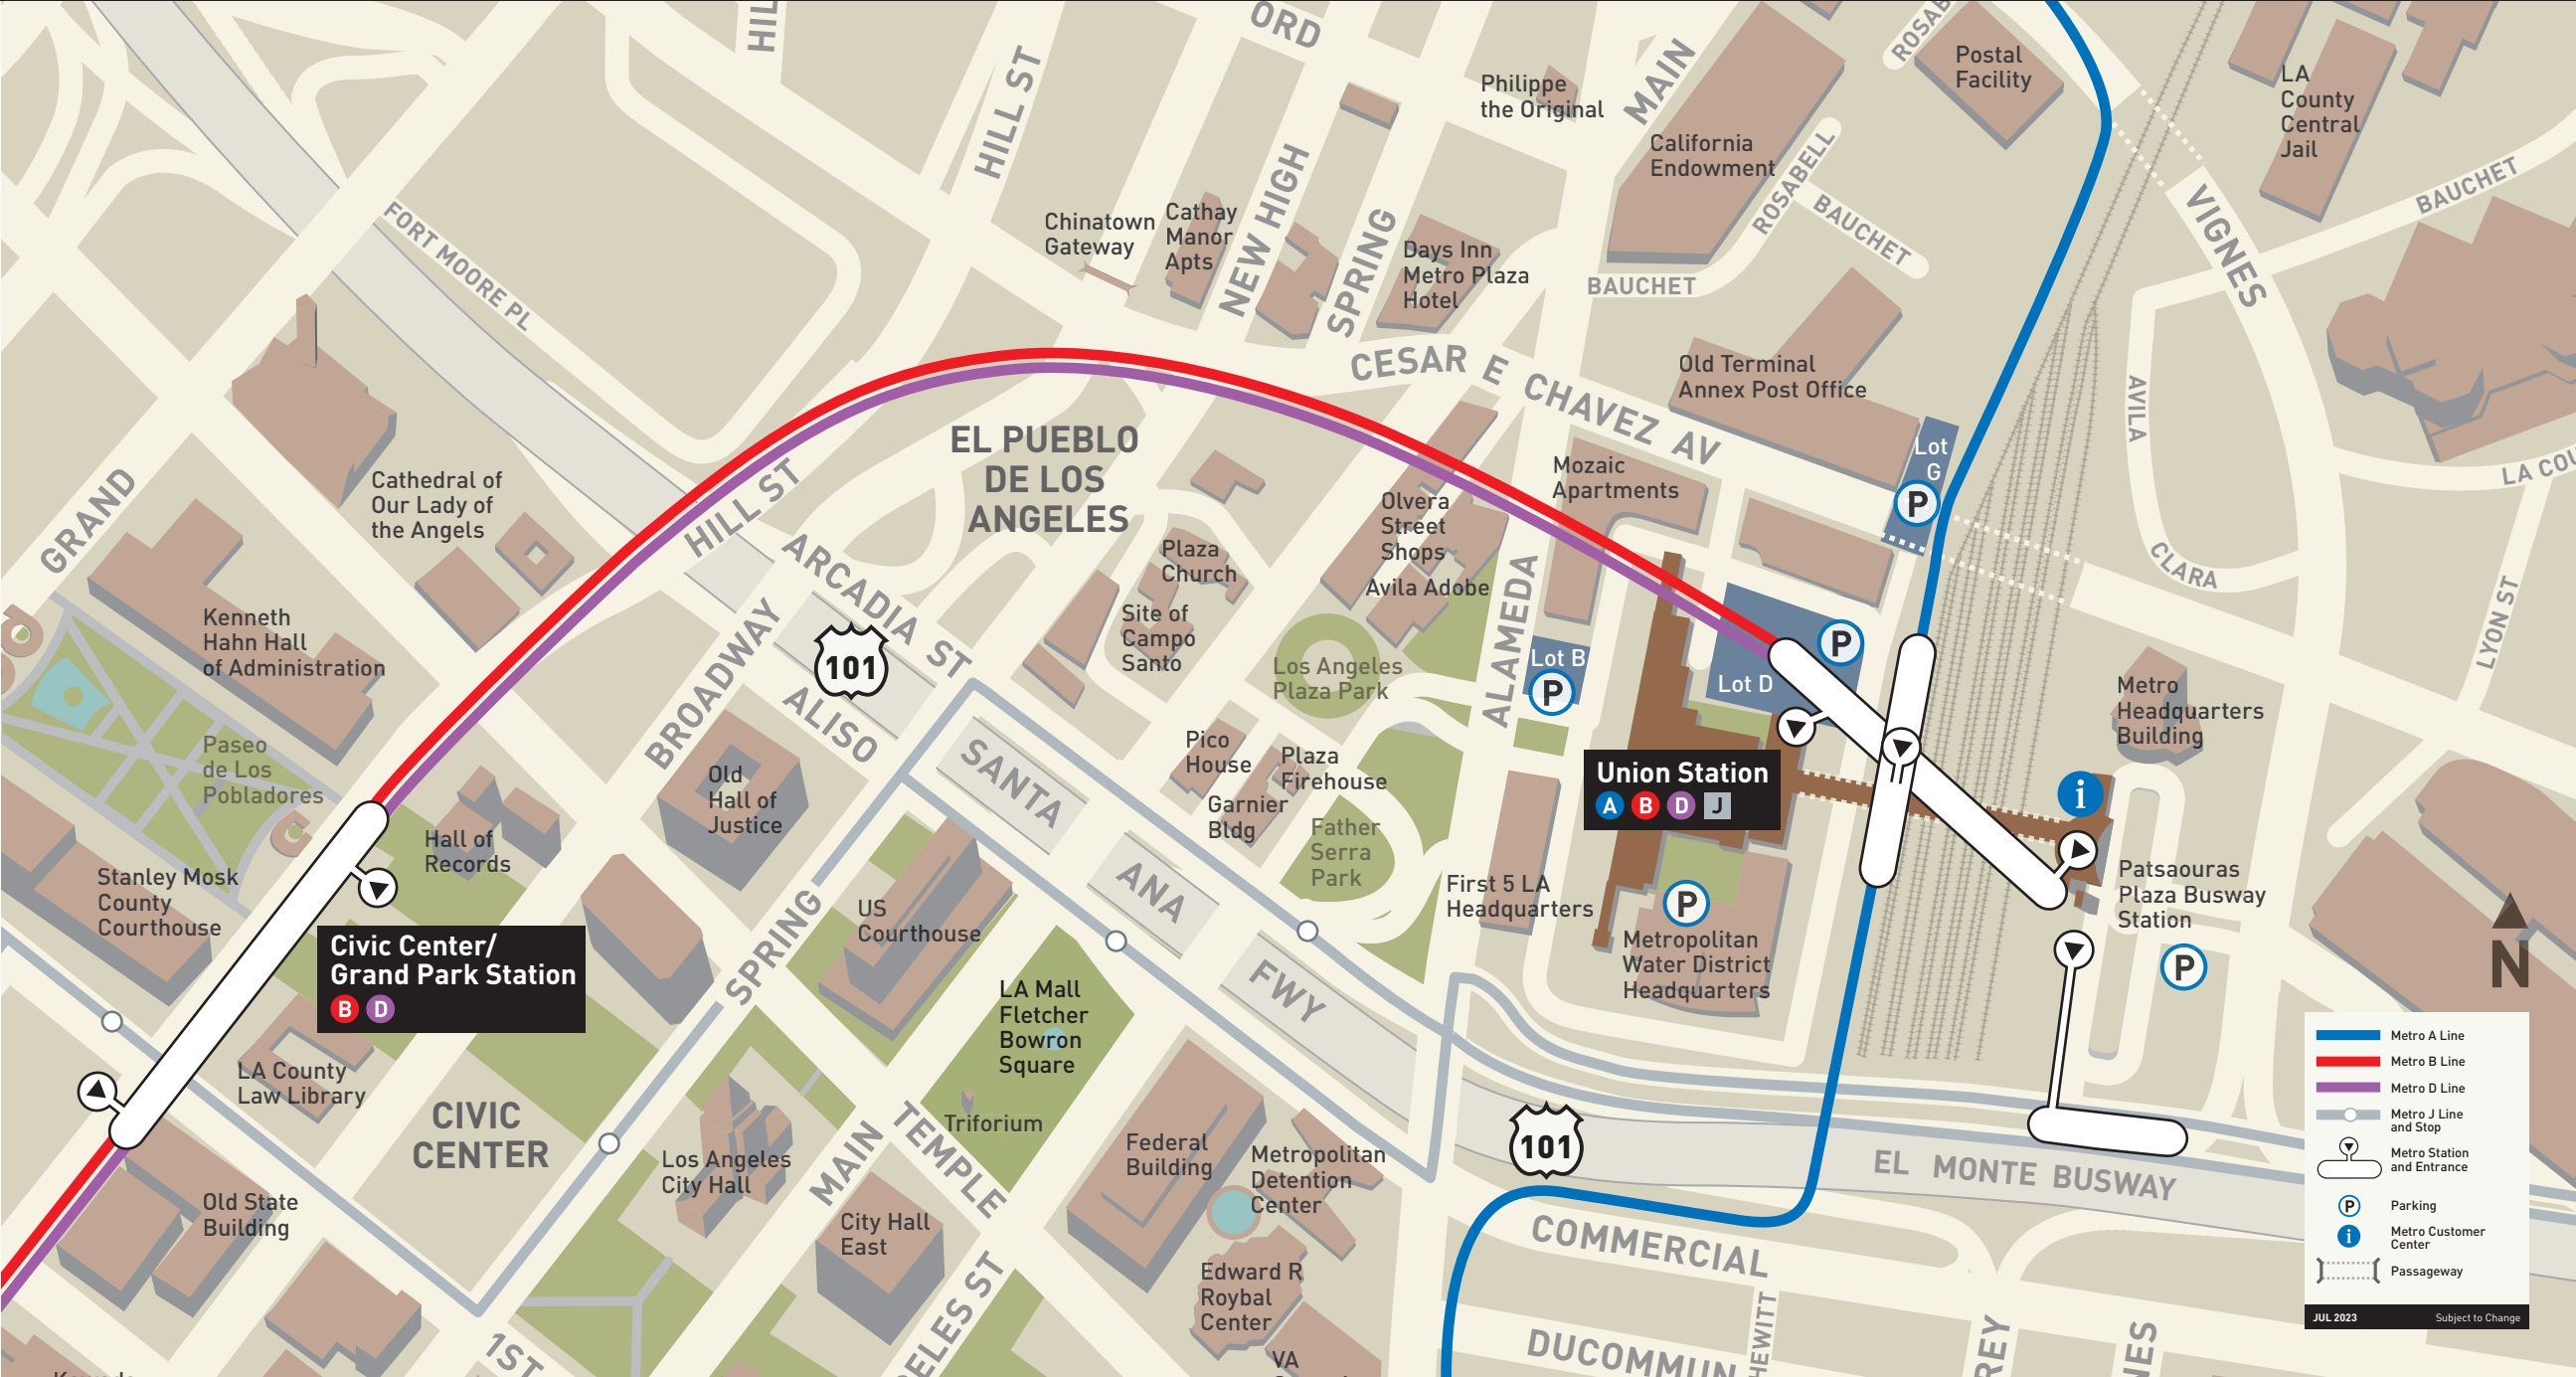 HIL
HILL ST
ORD
Philippe
the Original
MAIN
California
Endowment
ROSAB
Postal
Facility
LA
County
Central
Jail
BAUCHET
VIGNES
ROSABELL
BAUCHET
BAUCHET
FORT MOORE PL
Chinatown
Gateway
Cathay
Manor
Apts
NEW HIGH
SPRING
Days Inn
Metro Plaza
Hotel
CESAR E CHAVEZ AV
Old Terminal
Annex Post Office
AVILA
Lot
G
P
LA COU
CLARA
LYON ST
GRAND
Cathedral of
Our Lady of
the Angels
HILL ST
EL PUEBLO
DE LOS
ANGELES
Mozaic
Apartments
Olvera
Street
Shops
Avila Adobe
Plaza
Church
Site of
Campo
Santo
ARCADIA ST
BROADWAY
101
ALISO
Los Angeles
Plaza Park
ALAMEDA
Lot B
P
Lot D
P
Kenneth
Hahn Hall
of Administration
Paseo
de Los
Pobladores
Metro
Headquarters
Building
Union Station
A B D J
i
Pico
House
Plaza
Firehouse
Garnier
Bldg
Father
Serra
Park
SANTA
ANA
FWY
Old
Hall of
Justice
Hall of
Records
Stanley Mosk
County
Courthouse
Civic Center/
Grand Park Station
B D
US
Courthouse
SPRING
First 5 LA
Headquarters
P
Metropolitan
Water District
Headquarters
Patsaouras
Plaza Busway
Station
P
N
LA Mall
Fletcher
Bowron
Square
Triforium
LA County
Law Library
CIVIC
CENTER
Los Angeles
City Hall
MAIN
TEMPLE
Federal
Building
Metropolitan
Detention
Center
101
EL MONTE BUSWAY
Old State
Building
City Hall
East
Edward R
Roybal
Center
COMMERCIAL
HEWITT
DUCOMMUN
REY
NES
1ST
ELES ST
VA
Metro A Line
Metro B Line
Metro D Line
Metro J Line
and Stop
Metro Station
and Entrance
P
Parking
i
Metro Customer
Center
Passageway
JUL 2023
Subject to Change